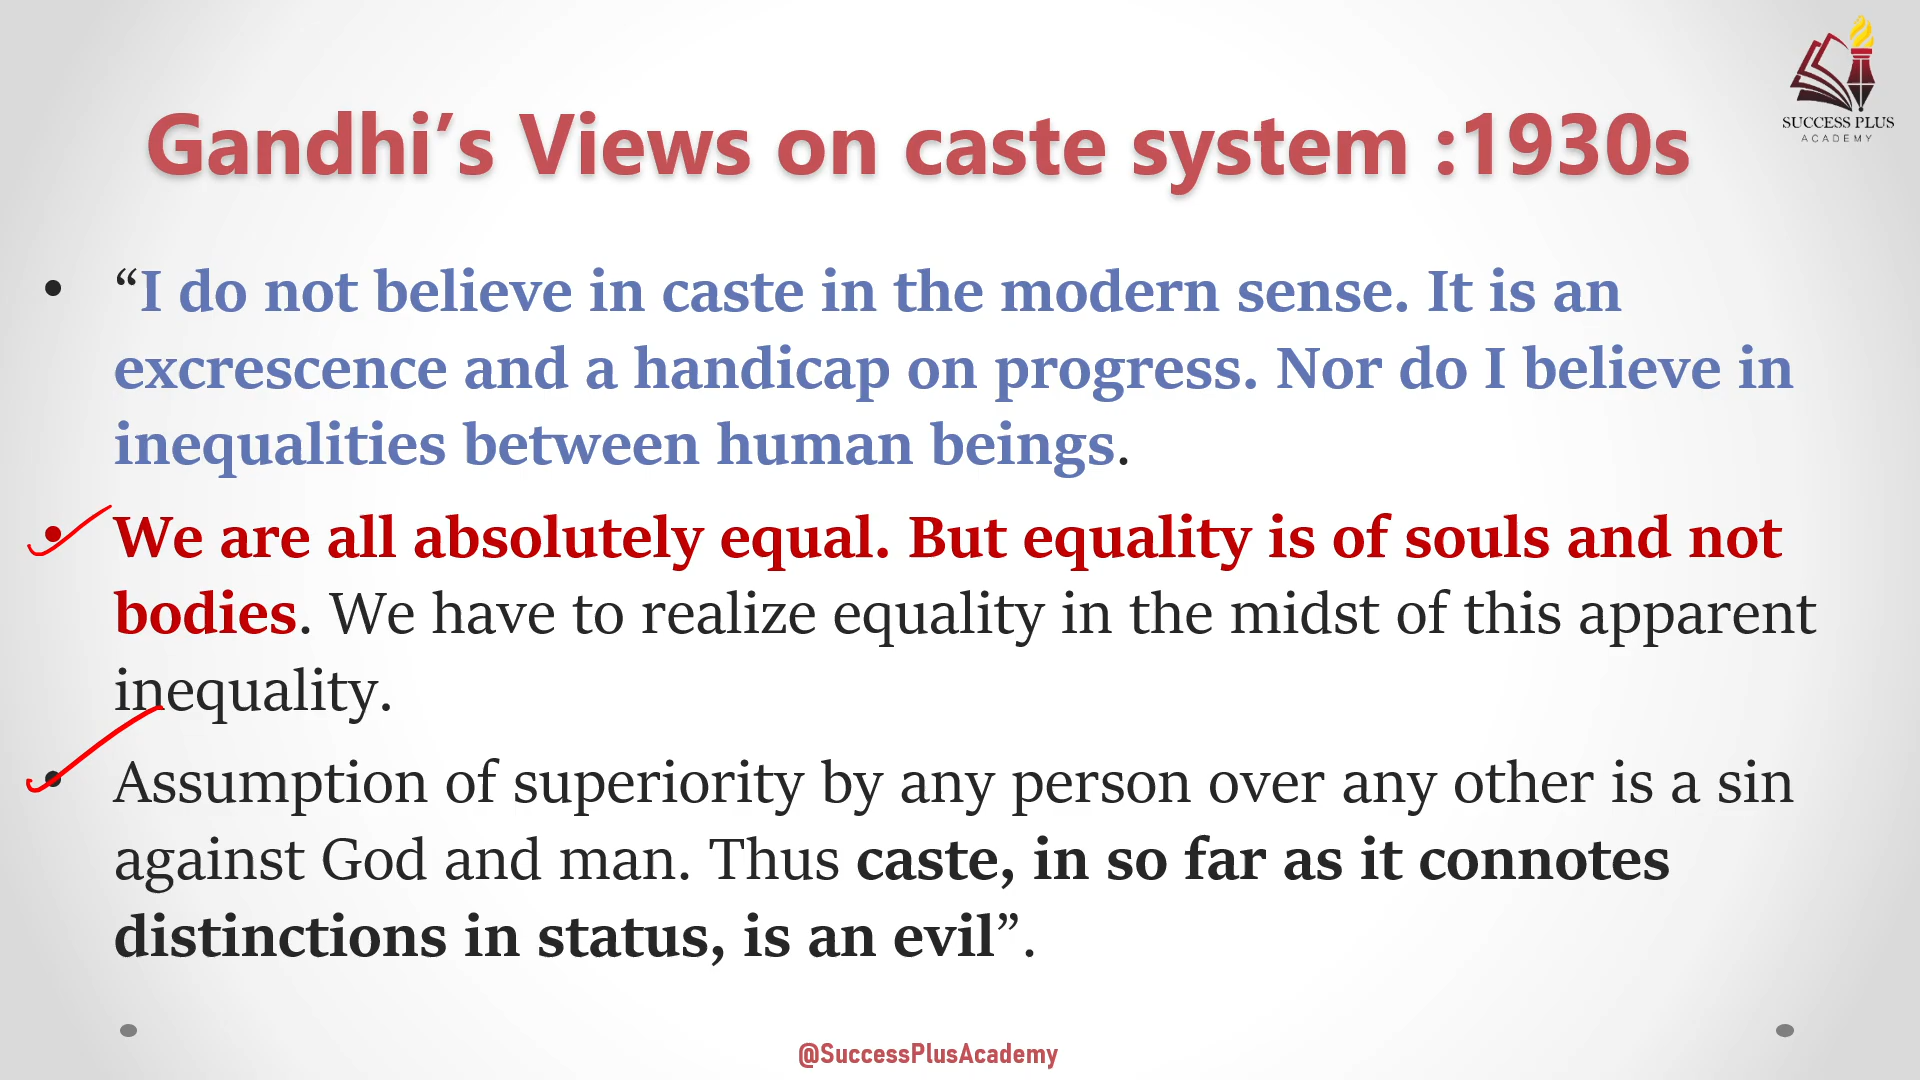 SUCCESS PLUS
ACADEMY
Gandhi’s Views on caste system :1930s
• “I do not believe in caste in the modern sense. It is an
excrescence and a handicap on progress. Nor do I believe in
inequalities between human beings.
• We are all absolutely equal. But equality is of souls and not
bodies. We have to realize equality in the midst of this apparent
inequality.
• Assumption of superiority by any person over any other is a sin
against God and man. Thus caste, in so far as it connotes
distinctions in status, is an evil”.
@SuccessPlusAcademy